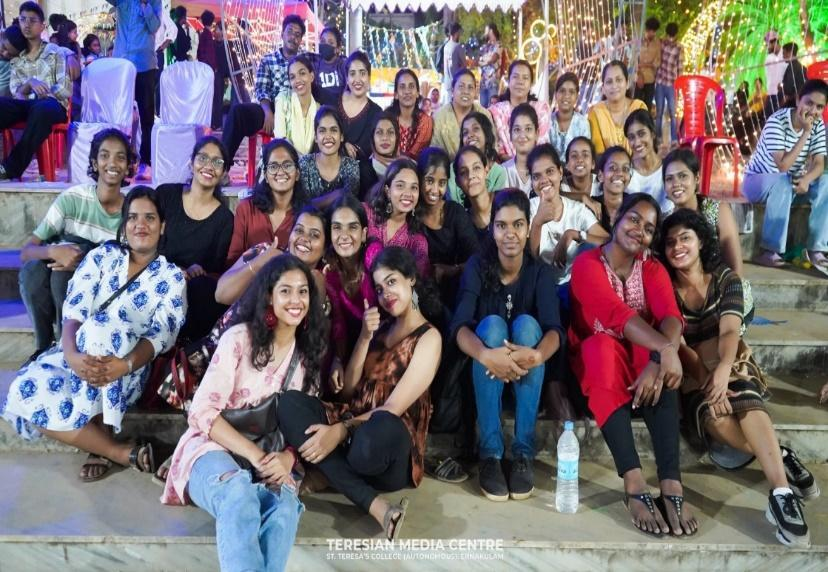 TERESIAN MEDIA CENTRE
ST. TERESA'S COLLEGE (AUTONOMOUS) ERNAKULAM